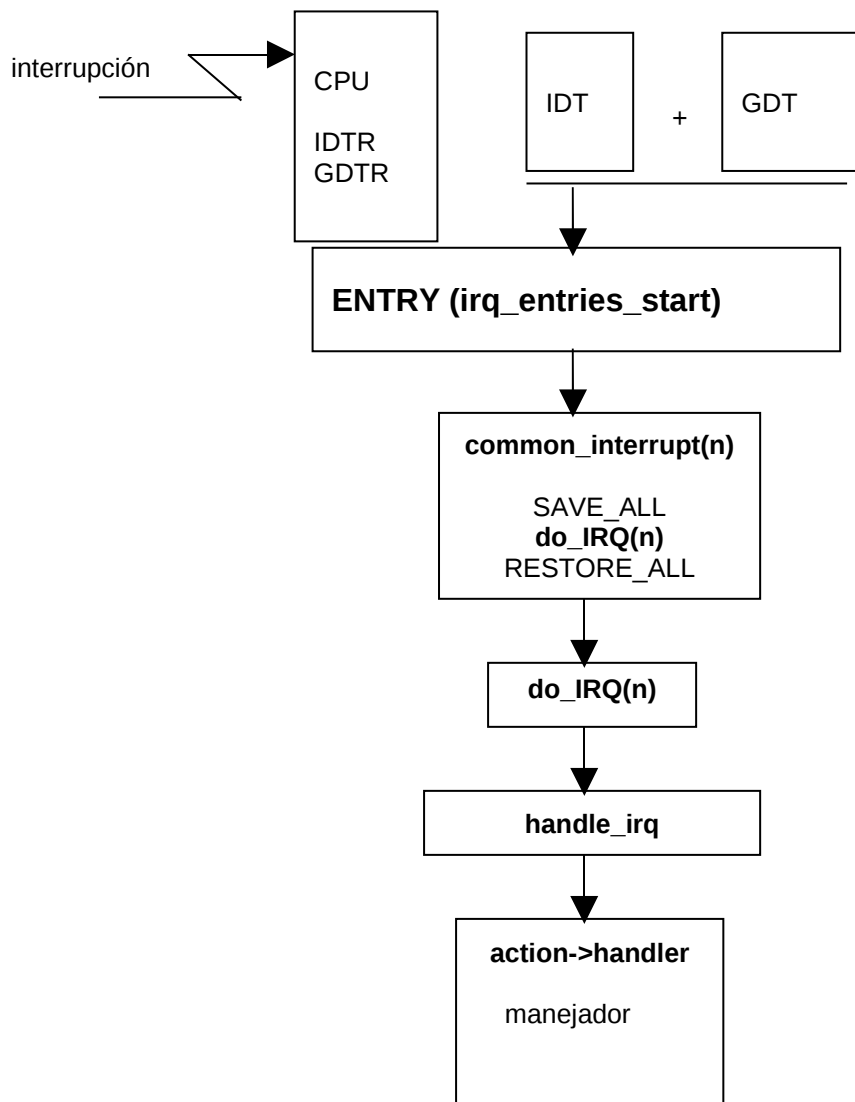 interrupción
CPU
IDTR
GDTR
IDT
+
GDT
ENTRY (irq_entries_start)
common_interrupt(n)
SAVE_ALL
do_IRQ(n)
RESTORE_ALL
do_IRQ(n)
handle_irq
action->handler
manejador